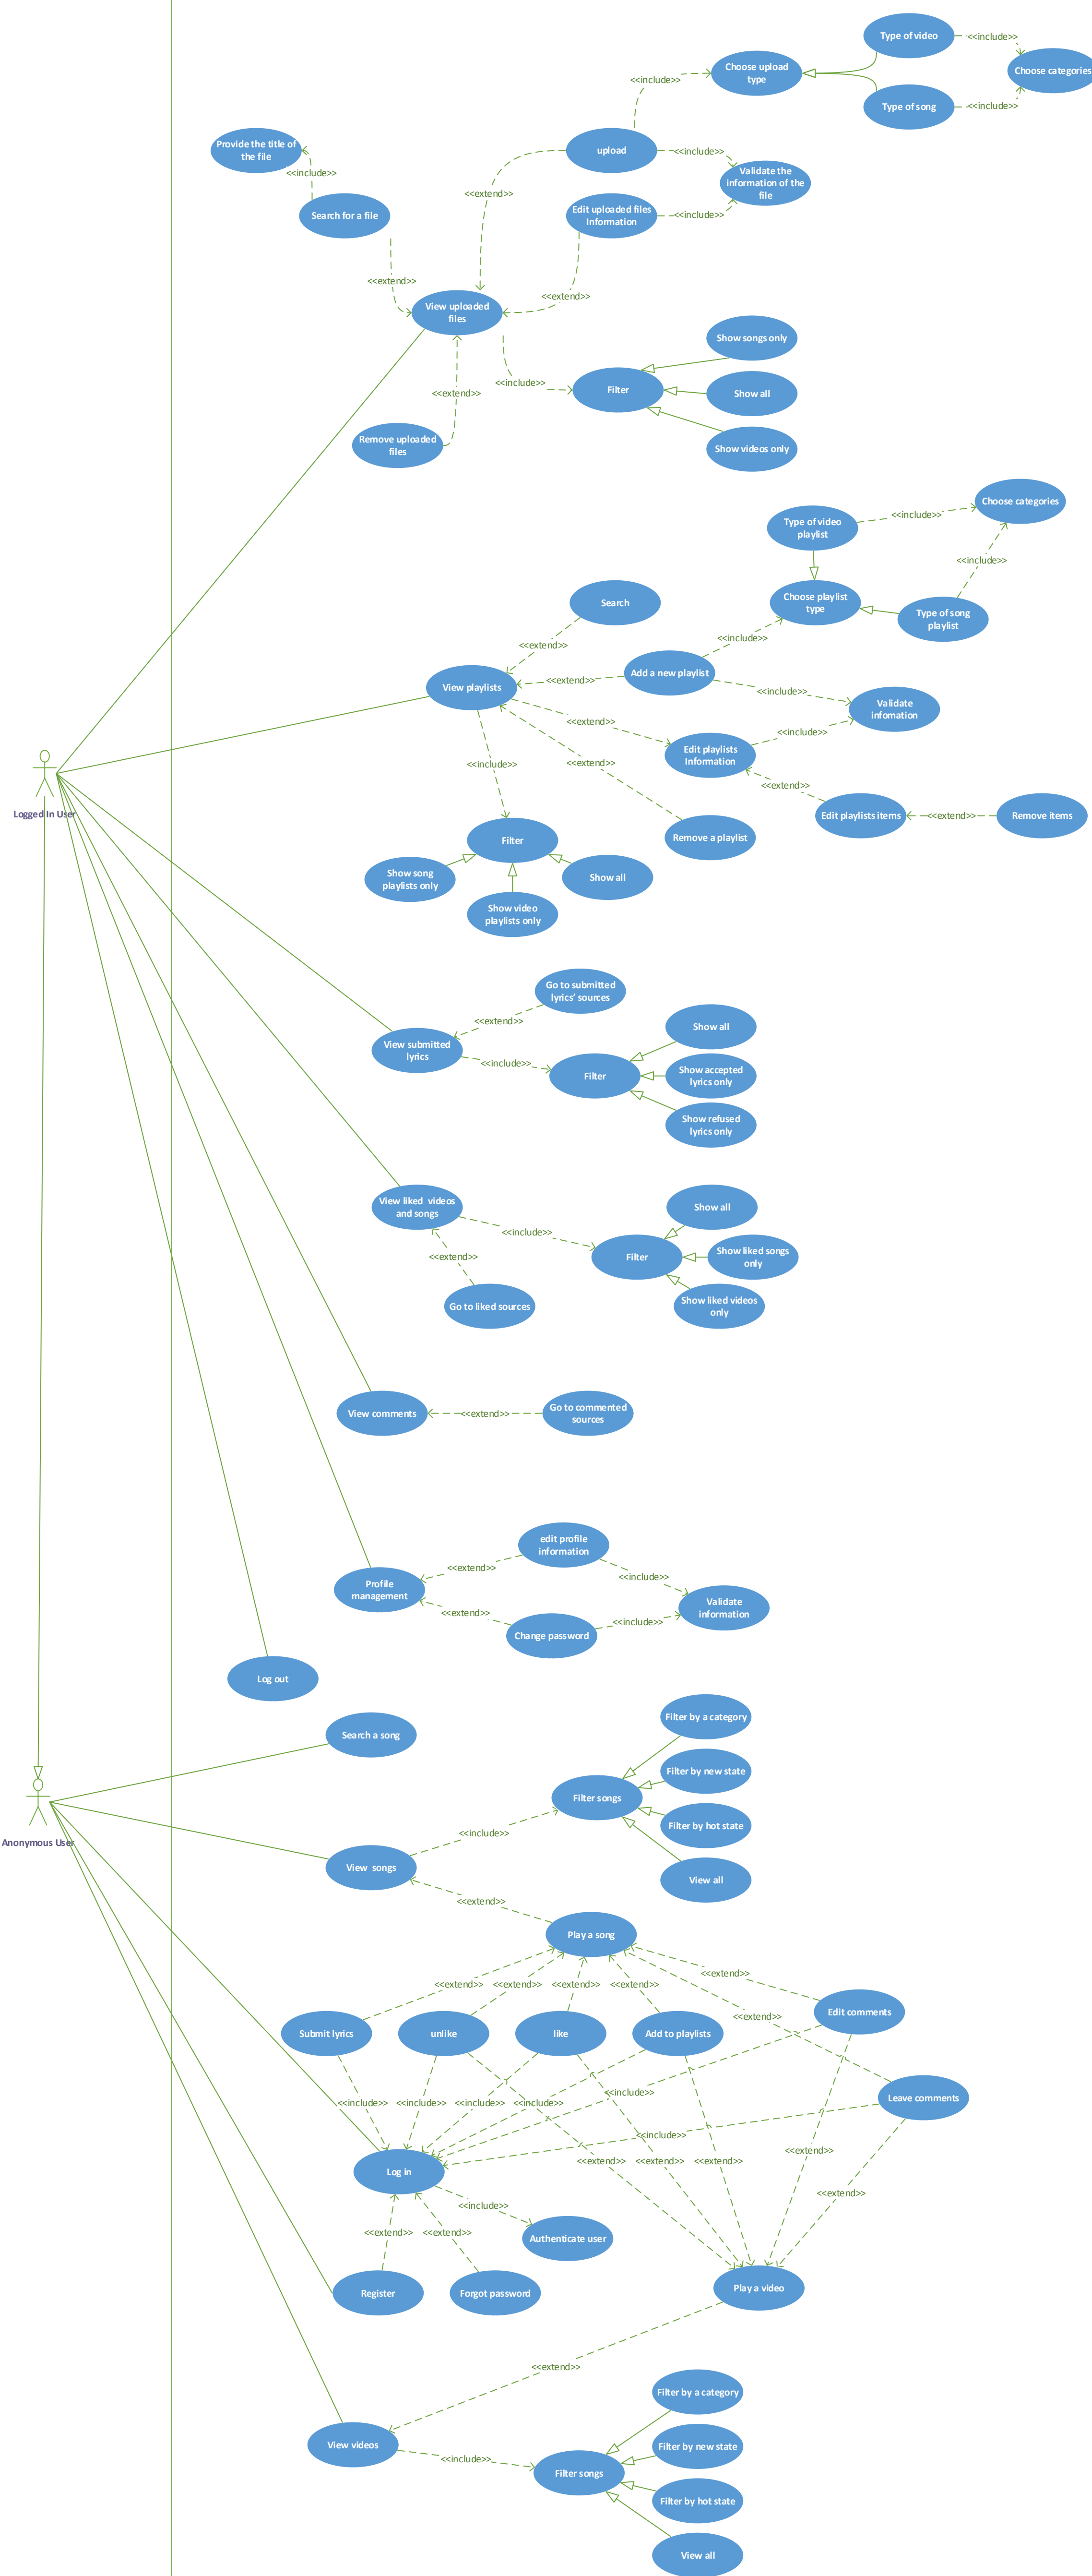 Type of video
<<include>>
Choose upload
type
Choose categories
<<include>>
Type of song
<<include>>
Provide the title of
the file
upload
<<include>>
Validate the
information of the
file
<<include>>
<<extend>>
Search for a file
Edit uploaded files
Information
<<include>>
<<extend>>
<<extend>>
View uploaded
files
Show songs only
<<include>>
Filter
Show all
<<extend>>
Remove uploaded
files
Show videos only
Choose categories
Type of video
playlist
<<include>>
<<include>>
Search
Choose playlist
type
Type of song
playlist
<<include>>
<<extend>>
View playlists
<<extend>>
Add a new playlist
<<include>>
Validate
infomation
<<extend>>
<<include>>
Edit playlists
Information
<<include>>
<<extend>>
<<extend>>
Logged In User
Edit playlists items
<<extend>>
Remove items
Filter
Remove a playlist
Show song
playlists only
Show all
Show video
playlists only
Go to submitted
lyrics' sources
<<extend>>
Show all
View submitted
lyrics
<<include>>
Filter
Show accepted
lyrics only
Show refused
lyrics only
View liked  videos
and songs
Show all
<<include>>
<<extend>>
Filter
Show liked songs
only
Go to liked sources
Show liked videos
only
View comments
<<extend>>
Go to commented
sources
edit profile
information
<<extend>>
<<include>>
Profile
management
Validate
information
<<extend>>
<<include>>
Change password
Log out
Filter by a category
Search a song
Filter by new state
Filter songs
Filter by hot state
Anonymous User
<<include>>
View  songs
View all
<<extend>>
Play a song
<<extend>>
<<extend>>
<<extend>>
<<extend>>
<<extend>>
Edit comments
<<extend>>
Submit lyrics
unlike
like
Add to playlists
<<include>>
Leave comments
<<include>>
<<include>>
<<include>>
<<include>>
<<include>>
<<extend>>
<<extend>>
<<extend>>
<<extend>>
Log in
<<extend>>
<<include>>
<<extend>>
<<extend>>
Authenticate user
Play a video
Register
Forgot password
<<extend>>
Filter by a category
View videos
Filter by new state
<<include>>
Filter songs
Filter by hot state
View all